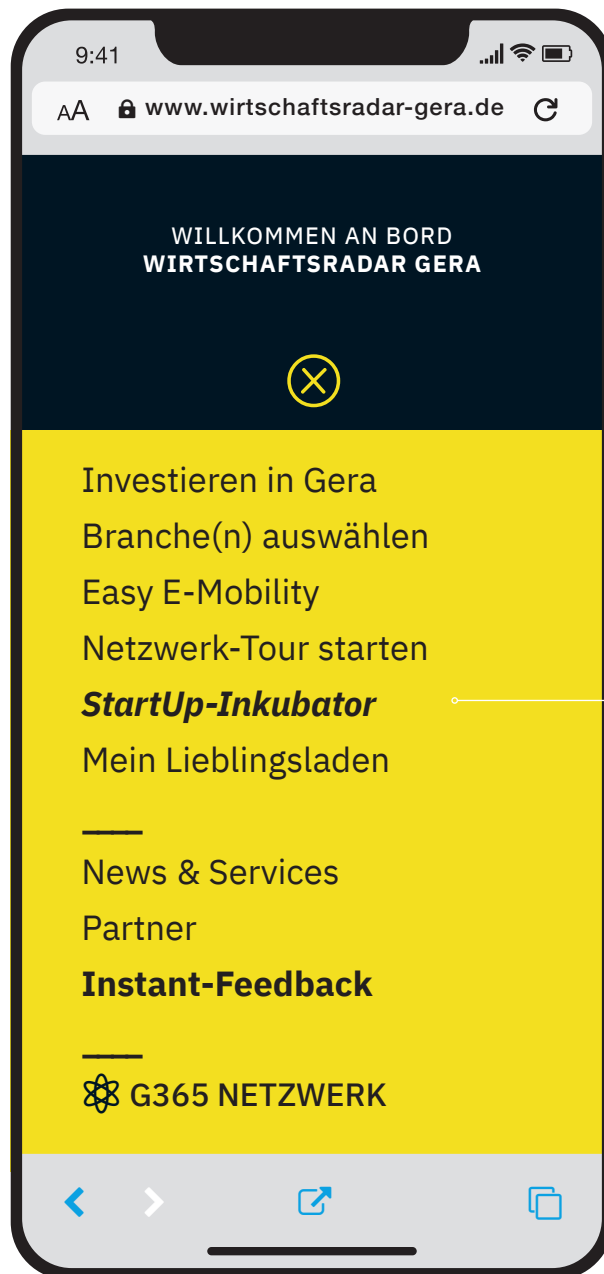 9:41
AA www.wirtschaftsradar-gera.de
WILLKOMMEN AN BORD
WIRTSCHAFTSRADAR GERA
Investieren in Gera
Branche(n) auswählen
Easy E-Mobility
Netzwerk-Tour starten
StartUp-Inkubator
Mein Lieblingsladen
News & Services
Partner
Instant-Feedback
G365 NETZWERK